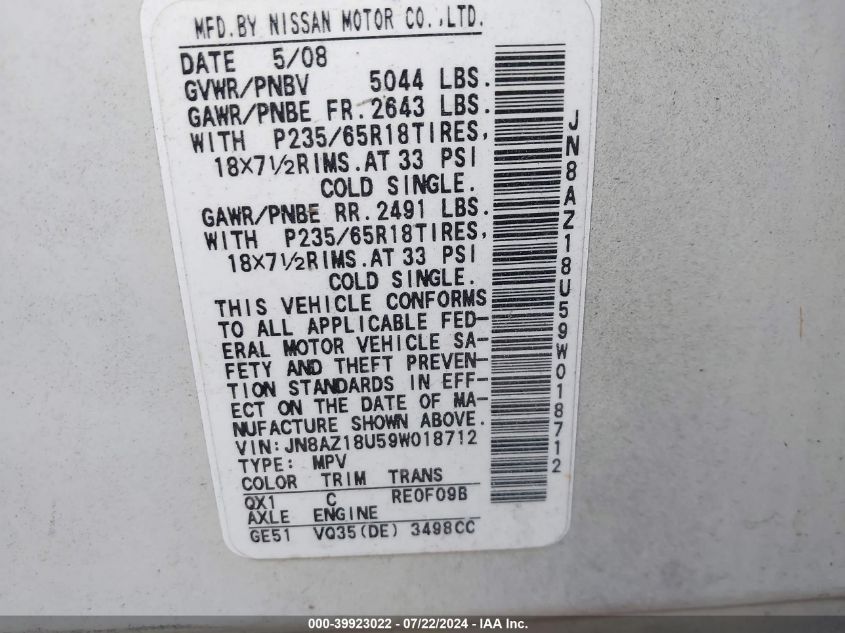 MFD.BY NISSAN MOTOR CO.,LTD.
DATE 5/08
GVWR/PNBV 5044 LBS.
GAWR/PNBE FR.2643 LBS.
WITH P235/65R18TIRES,
18X7½RIMS.AT 33 PSI
COLD SINGLE.
GAWR/PNBE RR.2491 LBS.
WITH P235/65R18TIRES,
18X7½RIMS.AT 33 PSI
COLD SINGLE.
THIS VEHICLE CONFORMS
TO ALL APPLICABLE FED-
ERAL MOTOR VEHICLE SA-
FETY AND THEFT PREVEN-
TION STANDARDS IN EFF-
ECT ON THE DATE OF MA-
NUFACTURE SHOWN ABOVE.
VIN:JN8AZ18U59W018712
TYPE: MPV
COLOR TRIM TRANS
QX1 C RE0F09B
AXLE ENGINE
GE51 VQ35(DE) 3498CC
JN8AZ18U59W018712
000-39923022 - 07/22/2024 - IAA Inc.